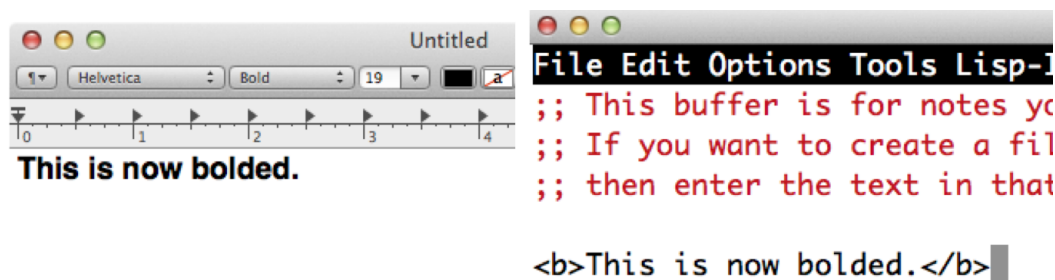 Untitled
Helvetica Bold 19 a
0 1 2 3 4
This is now bolded.
File Edit Options Tools Lisp-
;; This buffer is for notes
;; If you want to create a
;; then enter the text in that
<b>This is now bolded.</b>